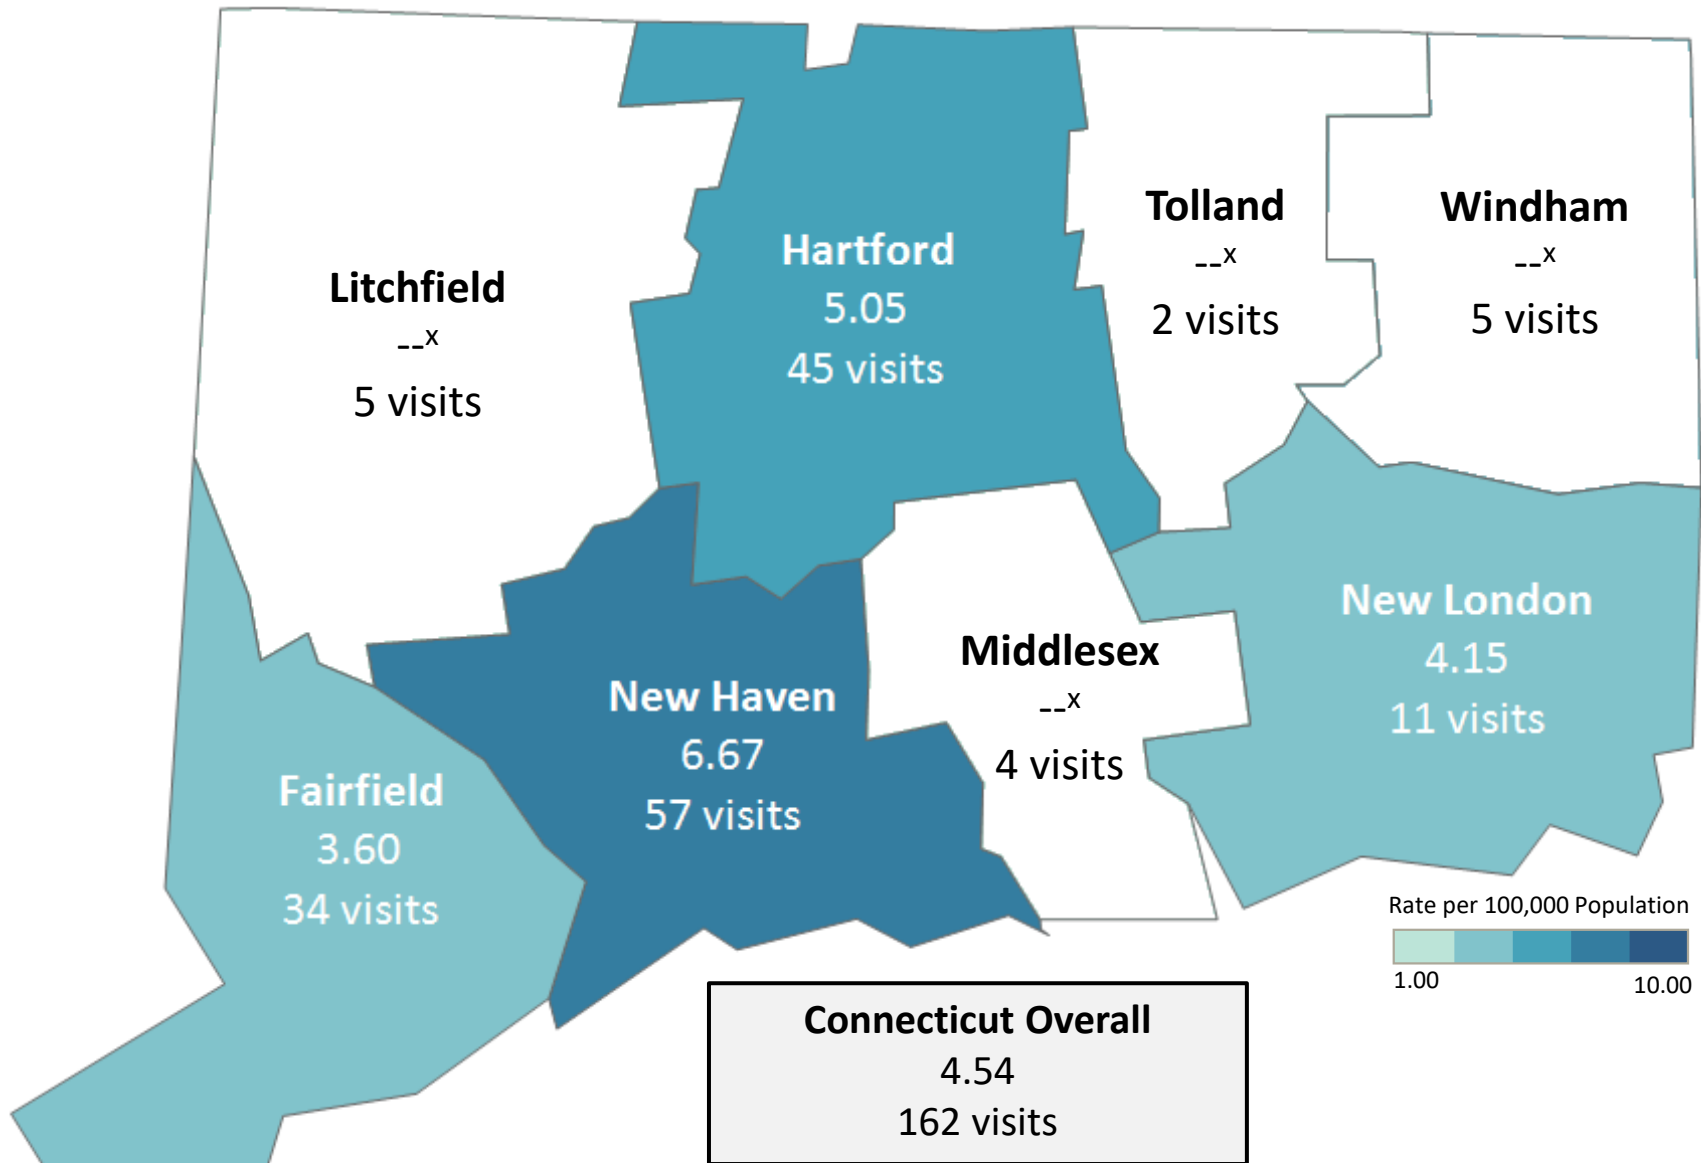 Litchfield
--x
5 visits
Hartford
5.05
45 visits
Tolland
--x
2 visits
Windham
--x
5 visits
Fairfield
3.60
34 visits
New Haven
6.67
57 visits
Middlesex
--x
4 visits
New London
4.15
11 visits
Rate per 100,000 Population
1.00 10.00
Connecticut Overall
4.54
162 visits